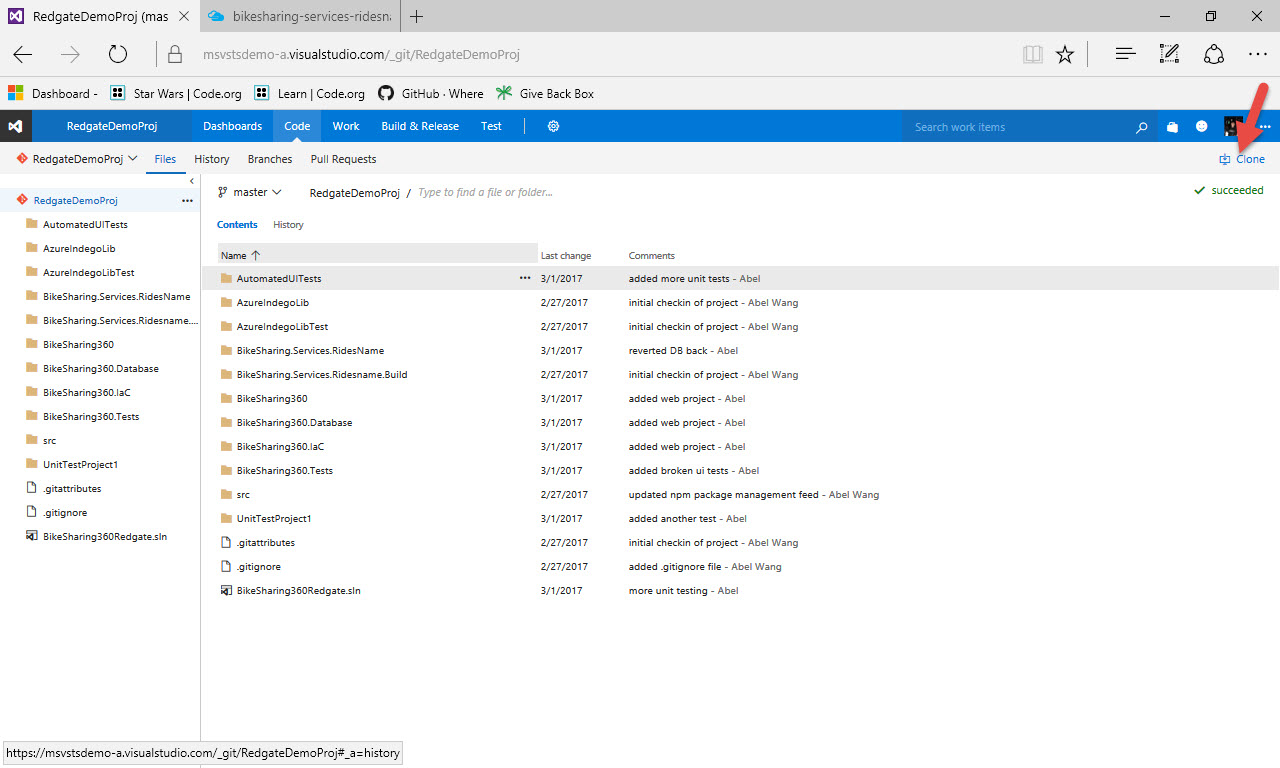 RedgateDemoProj (mas
bikesharing-services-ridesn
msvstsdemo-a.visualstudio.com/_git/RedgateDemoProj
Dashboard - Star Wars | Code.org Learn | Code.org GitHub · Where Give Back Box
RedgateDemoProj Dashboards Code Work Build & Release Test Search work items
RedgateDemoProj Files History Branches Pull Requests Clone
RedgateDemoProj
AutomatedUITests
AzureIndegoLib
AzureIndegoLibTest
BikeSharing.Services.RidesName
BikeSharing.Services.Ridesname....
BikeSharing360
BikeSharing360.Database
BikeSharing360.IaC
BikeSharing360.Tests
src
UnitTestProject1
.gitattributes
.gitignore
BikeSharing360Redgate.sln
master RedgateDemoProj / Type to find a file or folder... succeeded
Contents History
Name Last change Comments
AutomatedUITests 3/1/2017 added more unit tests - Abel
AzureIndegoLib 2/27/2017 initial checkin of project - Abel Wang
AzureIndegoLibTest 2/27/2017 initial checkin of project - Abel Wang
BikeSharing.Services.RidesName 3/1/2017 reverted DB back - Abel
BikeSharing.Services.Ridesname.Build 2/27/2017 initial checkin of project - Abel Wang
BikeSharing360 3/1/2017 added web project - Abel
BikeSharing360.Database 3/1/2017 added web project - Abel
BikeSharing360.IaC 3/1/2017 added web project - Abel
BikeSharing360.Tests 3/1/2017 added broken ui tests - Abel
src 2/27/2017 updated npm package management feed - Abel Wang
UnitTestProject1 3/1/2017 added another test - Abel
.gitattributes 2/27/2017 initial checkin of project - Abel Wang
.gitignore 2/27/2017 added .gitignore file - Abel Wang
BikeSharing360Redgate.sln 3/1/2017 more unit testing - Abel
https://msvstsdemo-a.visualstudio.com/_git/RedgateDemoProj#_a=history